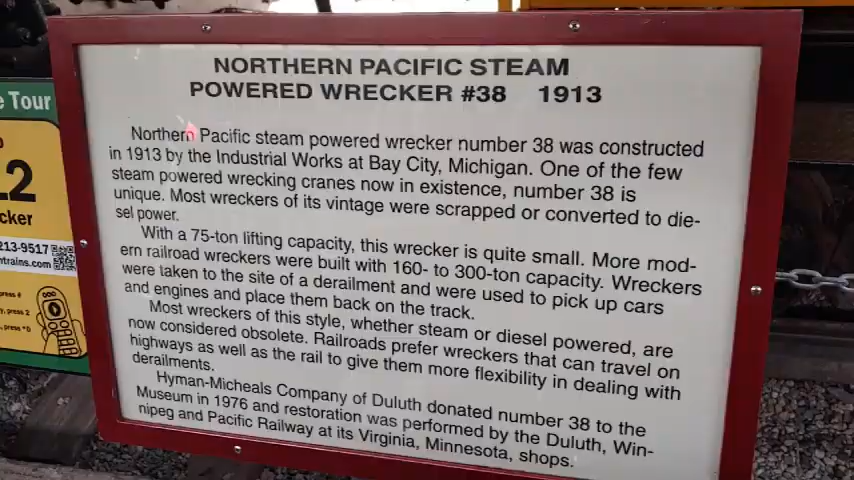 NORTHERN PACIFIC STEAM
POWERED WRECKER #38 1913
Northern Pacific steam powered wrecker number 38 was constructed
in 1913 by the Industrial Works at Bay City, Michigan. One of the few
steam powered wrecking cranes now in existence, number 38 is
unique. Most wreckers of its vintage were scrapped or converted to die-
sel power.
With a 75-ton lifting capacity, this wrecker is quite small. More mod-
ern railroad wreckers were built with 160- to 300-ton capacity. Wreckers
were taken to the site of a derailment and were used to pick up cars
and engines and place them back on the track.
Most wreckers of this style, whether steam or diesel powered, are
now considered obsolete. Railroads prefer wreckers that can travel on
highways as well as the rail to give them more flexibility in dealing with
derailments.
Hyman-Micheals Company of Duluth donated number 38 to the
Museum in 1976 and restoration was performed by the Duluth, Win-
nipeg and Pacific Railway at its Virginia, Minnesota, shops.
e Tour
2
cker
213-9517
ntrains.com
press #
press 2
press *0